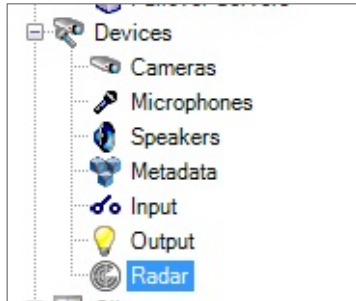 Devices
Cameras
Microphones
Speakers
Metadata
Input
Output
Radar